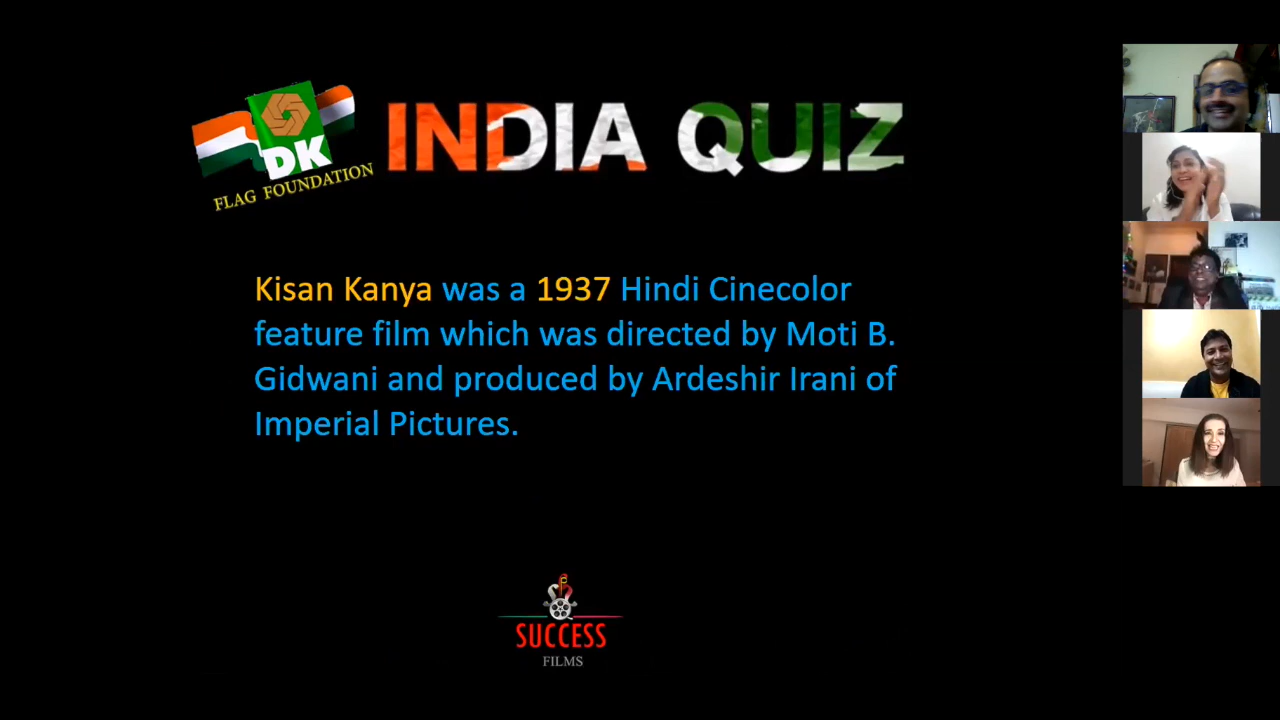 DK
FLAG FOUNDATION
INDIA QUIZ
Kisan Kanya was a 1937 Hindi Cinecolor
feature film which was directed by Moti B.
Gidwani and produced by Ardeshir Irani of
Imperial Pictures.
SUCCESS
FILMS